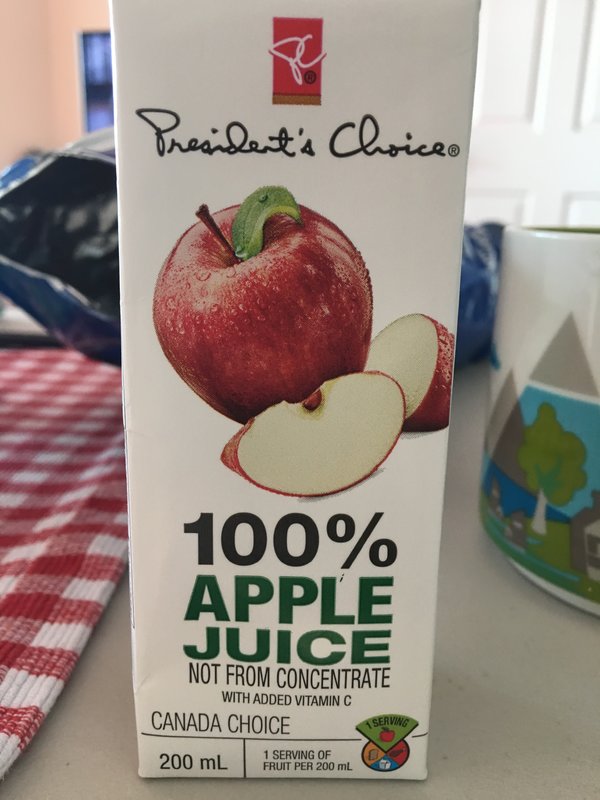 PC®
President's Choice®
100%
APPLE
JUICE
NOT FROM CONCENTRATE
WITH ADDED VITAMIN C
CANADA CHOICE
1 SERVING
200 mL
1 SERVING OF
FRUIT PER 200 mL